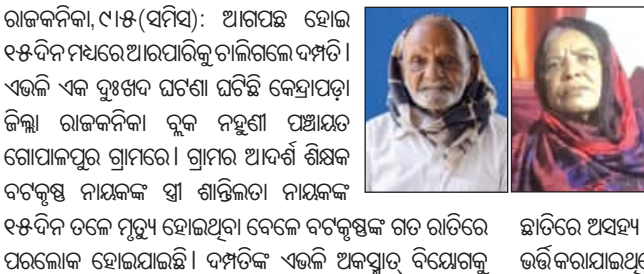 ରାଜକନିକା,୯ା୫(ସମିସ): ଆଗପଛ ହୋଇ
୧୫ଦିନ ମଧ୍ୟରେ ଆରପାରିକୁ ଚାଲିଗଲେ ଦମ୍ପତି।
ଏଭଳି ଏକ ଦୁଃଖଦ ଘଟଣା ଘଟିଛି କେନ୍ଦ୍ରାପଡ଼ା
ଜିଲ୍ଲା ରାଜକନିକା ବ୍ଲକ ନହୁଣୀ ପଞ୍ଚାୟତ
ଗୋପାଳପୁର ଗ୍ରାମରେ। ଗ୍ରାମର ଆଦର୍ଶ ଶିକ୍ଷକ
ବଟକୃଷ୍ଣ ନାୟକଙ୍କ ସ୍ତ୍ରୀ ଶାନ୍ତିଲତା ନାୟକଙ୍କ
୧୫ଦିନ ତଳେ ମୃତ୍ୟୁ ହୋଇଥିବା ବେଳେ ବଟକୃଷ୍ଣଙ୍କ ଗତ ରାତିରେ
ପରଲୋକ ହୋଇଯାଇଛି। ଦମ୍ପତିଙ୍କ ଏଭଳି ଅକସ୍ମାତ୍ ବିୟୋଗକୁ
ଛାତିରେ ଅସହ୍ୟ
ଭର୍ତ୍ତି କରାଯାଇଥି